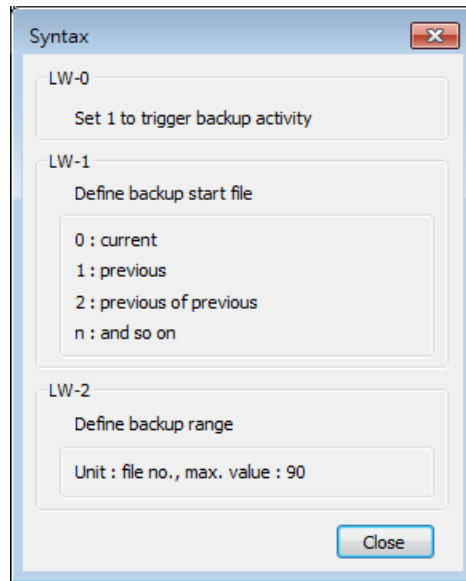 Syntax
LW-0
Set 1 to trigger backup activity
LW-1
Define backup start file
0 : current
1 : previous
2 : previous of previous
n : and so on
LW-2
Define backup range
Unit : file no., max. value : 90
Close